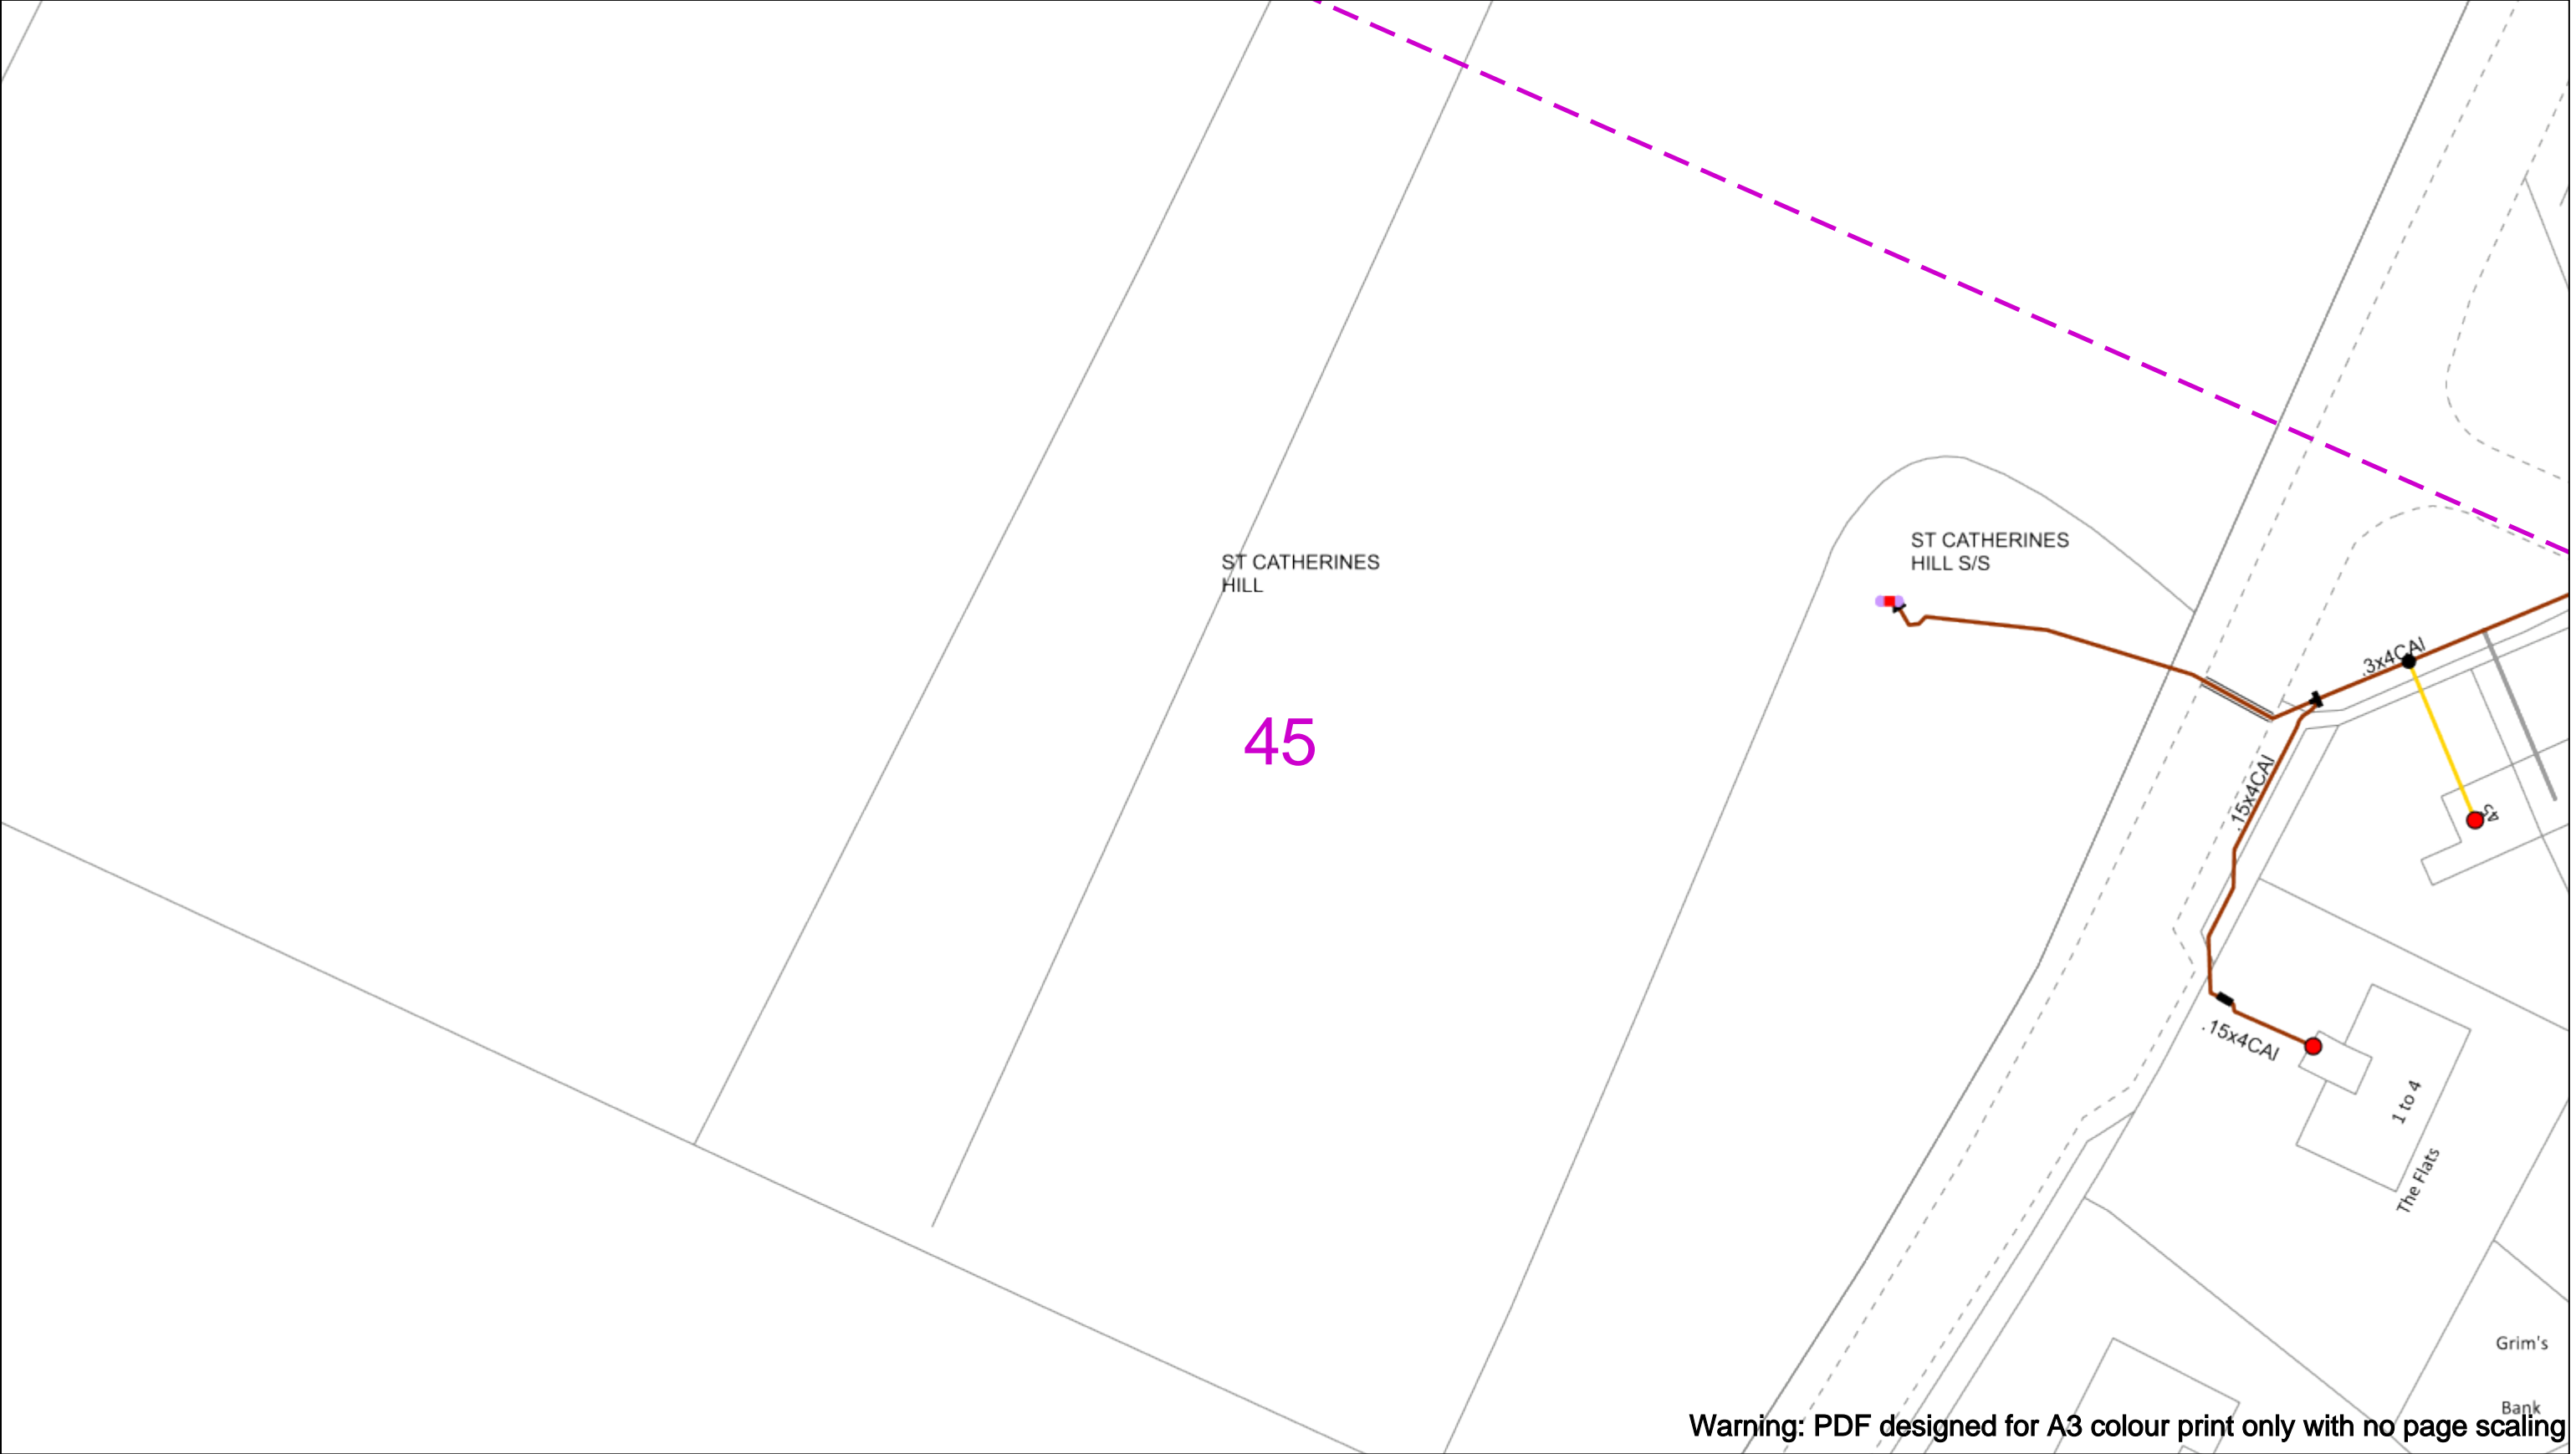 ST CATHERINES
HILL
ST CATHERINES
HILL S/S
45
.3x4CAl
.15x4CAl
45
.15x4CAl
1 to 4
The Flats
Grim's
Bank
Warning: PDF designed for A3 colour print only with no page scaling